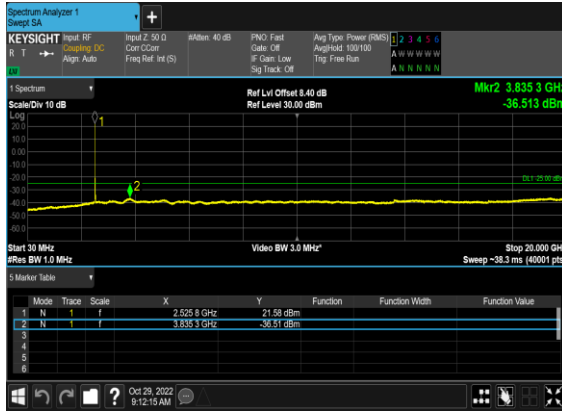 Spectrum Analyzer 1
Swept SA
+
KEYSIGHT Input: RF
R T Coupling: DC
Align: Auto
LU
Input Z: 50 Ω
Corr CCorr
Freq Ref: Int (S)
#Atten: 40 dB
PNO: Fast
Gate: Off
IF Gain: Low
Sig Track: Off
Avg Type: Power (RMS)
Avg|Hold: 100/100
Trig: Free Run
1 2 3 4 5 6
A W W W W W
A N N N N N
1 Spectrum
Scale/Div 10 dB
Ref Lvl Offset 8.40 dB
Ref Level 30.00 dBm
Mkr2 3.835 3 GHz
-36.513 dBm
Log
20.0
10.0
0.00
-10.0
-20.0
-30.0
-40.0
-50.0
-60.0
1
2
DL1 -25.00 dBm
Start 30 MHz
#Res BW 1.0 MHz
Video BW 3.0 MHz*
Stop 20.000 GHz
Sweep ~38.3 ms (40001 pts)
5 Marker Table
Mode Trace Scale X Y Function Function Width Function Value
1 N 1 f 2.525 8 GHz 21.58 dBm
2 N 1 f 3.835 3 GHz -36.51 dBm
3
4
5
6
?
Oct 29, 2022
9:12:15 AM